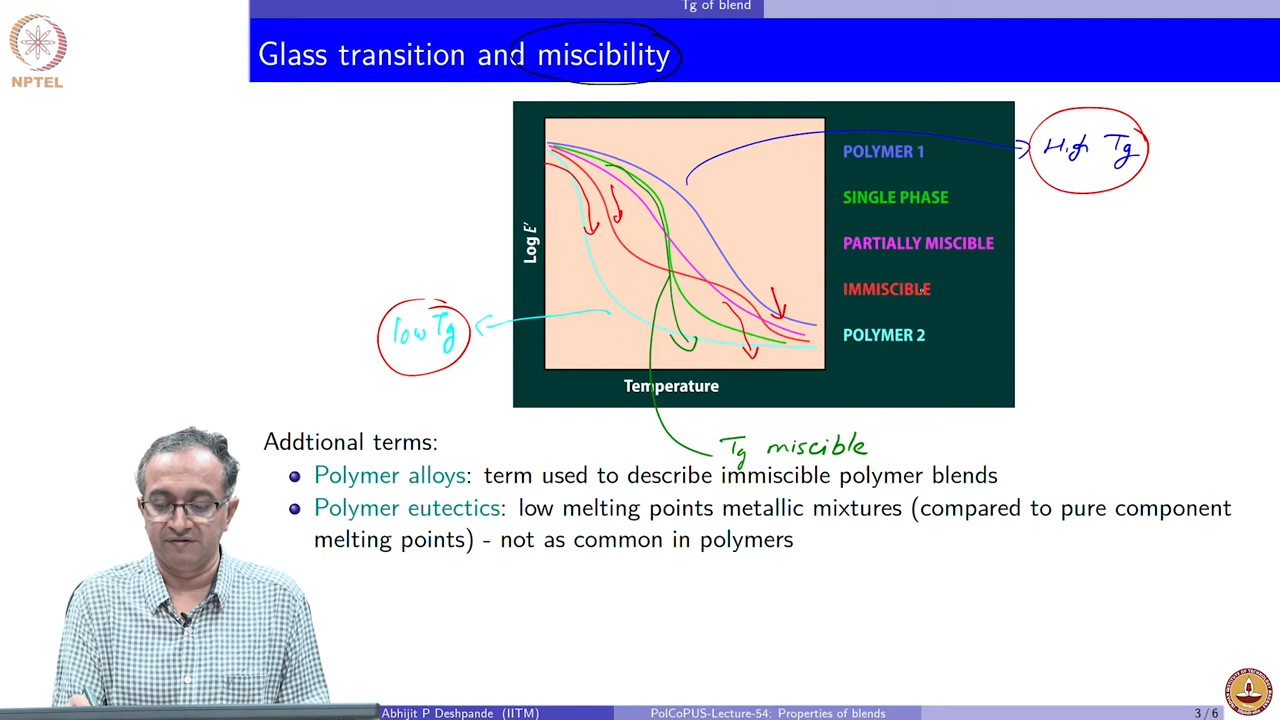 Tg of blend
Glass transition and miscibility
NPTEL
High Tg
POLYMER 1
SINGLE PHASE
PARTIALLY MISCIBLE
IMMISCIBLE
POLYMER 2
Log E'
low Tg
Temperature
Tg miscible
Addtional terms:
Polymer alloys: term used to describe immiscible polymer blends
Polymer eutectics: low melting points metallic mixtures (compared to pure component
melting points) - not as common in polymers
Abhijit P Deshpande (IITM)
PolCoPUS-Lecture-54: Properties of blends
3 / 6